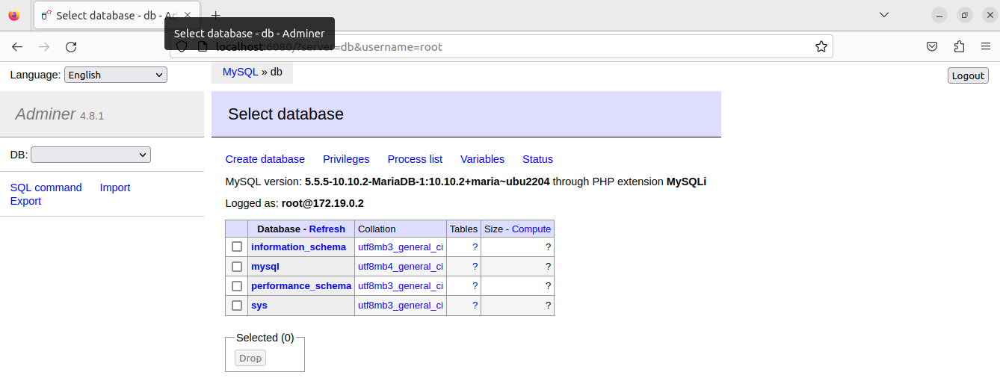 Select database - db - Ad
Select database - db - Adminer
localhost:6080/?server=db&username=root
Language: English
MySQL » db
Logout
Adminer 4.8.1
Select database
DB:
Create database Privileges Process list Variables Status
SQL command Import
Export
MySQL version: 5.5.5-10.10.2-MariaDB-1:10.10.2+maria~ubu2204 through PHP extension MySQLi
Logged as: root@172.19.0.2
Database - Refresh Collation Tables Size - Compute
information_schema utf8mb3_general_ci ? ?
mysql utf8mb4_general_ci ? ?
performance_schema utf8mb3_general_ci ? ?
sys utf8mb3_general_ci ? ?
Selected (0)
Drop